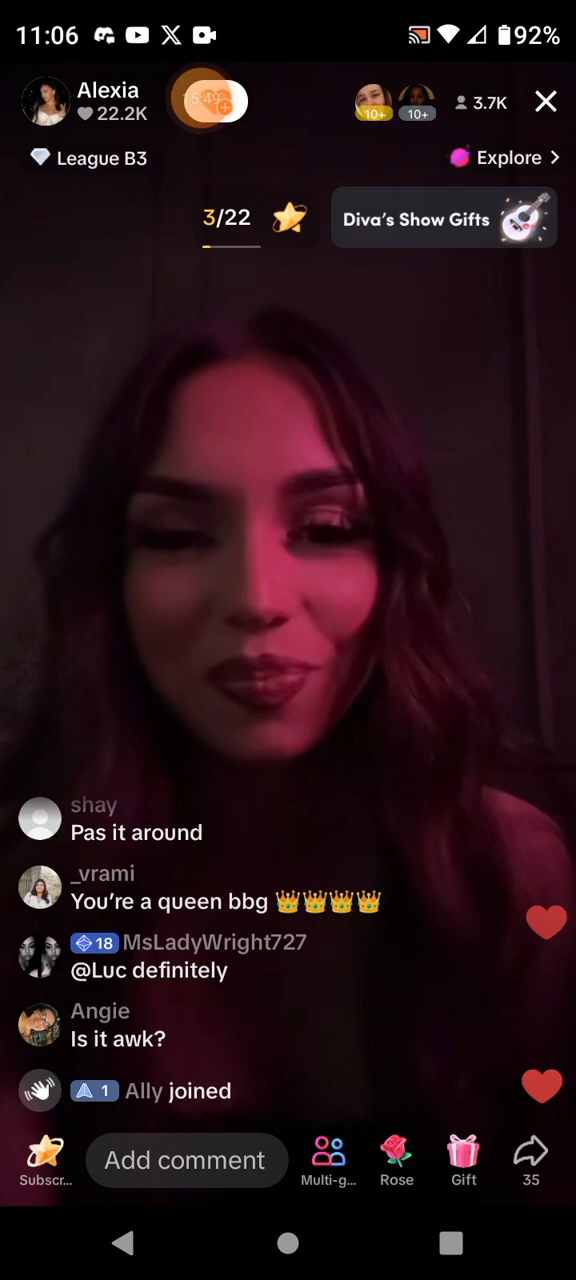 11:06
92%
Alexia
22.2K
15:49
10+
10+
3.7K
League B3
Explore
3/22
Diva's Show Gifts
shay
Pas it around
_vrami
You're a queen bbg 👑👑👑👑
18 MsLadyWright727
@Luc definitely
Angie
Is it awk?
1 Ally joined
Add comment
Subscr...
Multi-g...
Rose
Gift
35